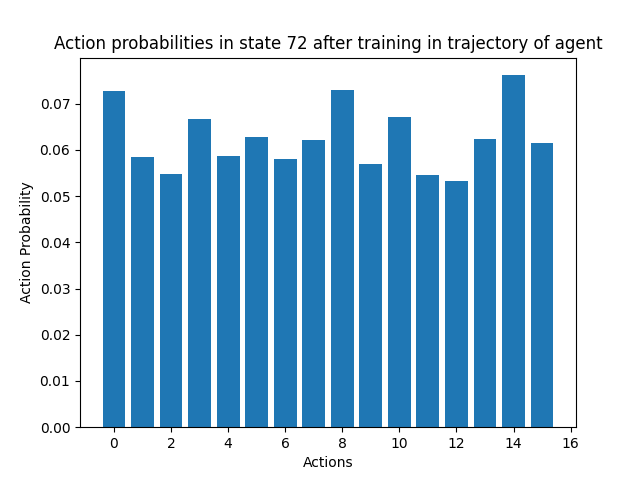 Action probabilities in state 72 after training in trajectory of agent
0.07
0.06
0.05
0.04
0.03
0.02
0.01
0.00
Action Probability
0 2 4 6 8 10 12 14 16
Actions